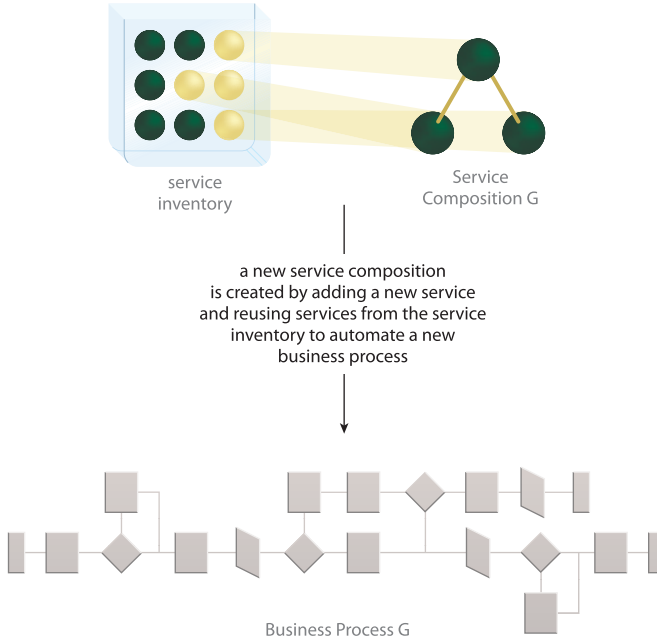 service
inventory
Service
Composition G
a new service composition
is created by adding a new service
and reusing services from the service
inventory to automate a new
business process
Business Process G